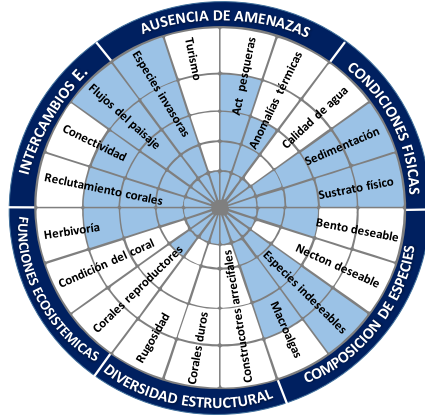 AUSENCIA DE AMENAZAS
CONDICIONES FISICAS
COMPOSICION DE ESPECIES
DIVERSIDAD ESTRUCTURAL
FUNCIONES ECOSISTEMICAS
INTERCAMBIOS E.
Turismo
Act pesqueras
Anomalías térmicas
Calidad de agua
Sedimentación
Sustrato físico
Bento deseable
Necton deseable
Especies indeseables
Macroalgas
Construcotres arrecifales
Corales duros
Rugosidad
Corales reproductores
Condición del coral
Herbivoría
Reclutamiento corales
Conectividad
Flujos del paisaje
Especies invasoras